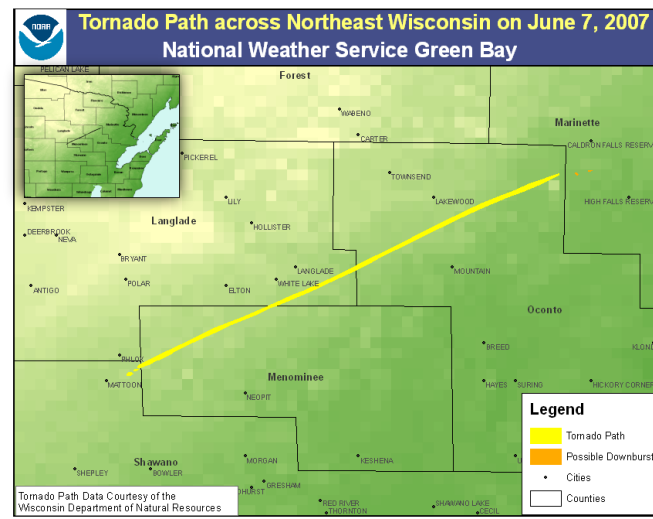 NOAA
Tornado Path across Northeast Wisconsin on June 7, 2007
National Weather Service Green Bay
PELICAN LAKE
Forest
WABENO
Marinette
CARTER
CALDRON FALLS RESERV
PICKEREL
TOWNSEND
LILY
LAKEWOOD
HIGH FALLS RESERV
KEMPSTER
Langlade
HOLLISTER
DEERBROOK
NEVA
BRYANT
LANGLADE
MOUNTAIN
POLAR
WHITE LAKE
ANTIGO
ELTON
Oconto
BREED
KLON
PHLOX
Menominee
MATTOON
HAYES
SURING
HICKORY CORNER
NEOPIT
Legend
Tornado Path
Possible Downburst
Cities
Counties
Shawano
MORGAN
KESHENA
SHEPLEY
BOWLER
GRESHAM
HURST
RED RIVER
THORNTON
SHAWANO LAKE
CECIL
Tornado Path Data Courtesy of the
Wisconsin Department of Natural Resources